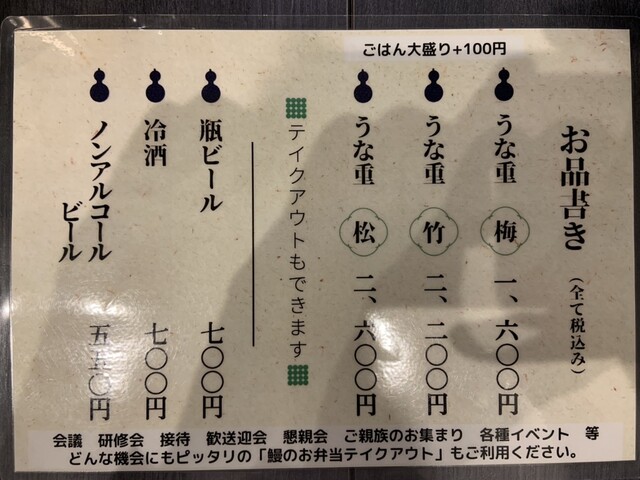 ごはん大盛り+100円
お品書き(全て税込み)
うな重 梅 一、六〇〇円
うな重 竹 二、二〇〇円
うな重 松 二、六〇〇円
テイクアウトもできます
瓶ビール 七〇〇円
冷酒 七〇〇円
ノンアルコール
ビール 五五〇円
会議 研修会 接待 歓送迎会 懇親会 ご親族のお集まり 各種イベント 等
どんな機会にもピッタリの「鰻のお弁当テイクアウト」もご利用ください。